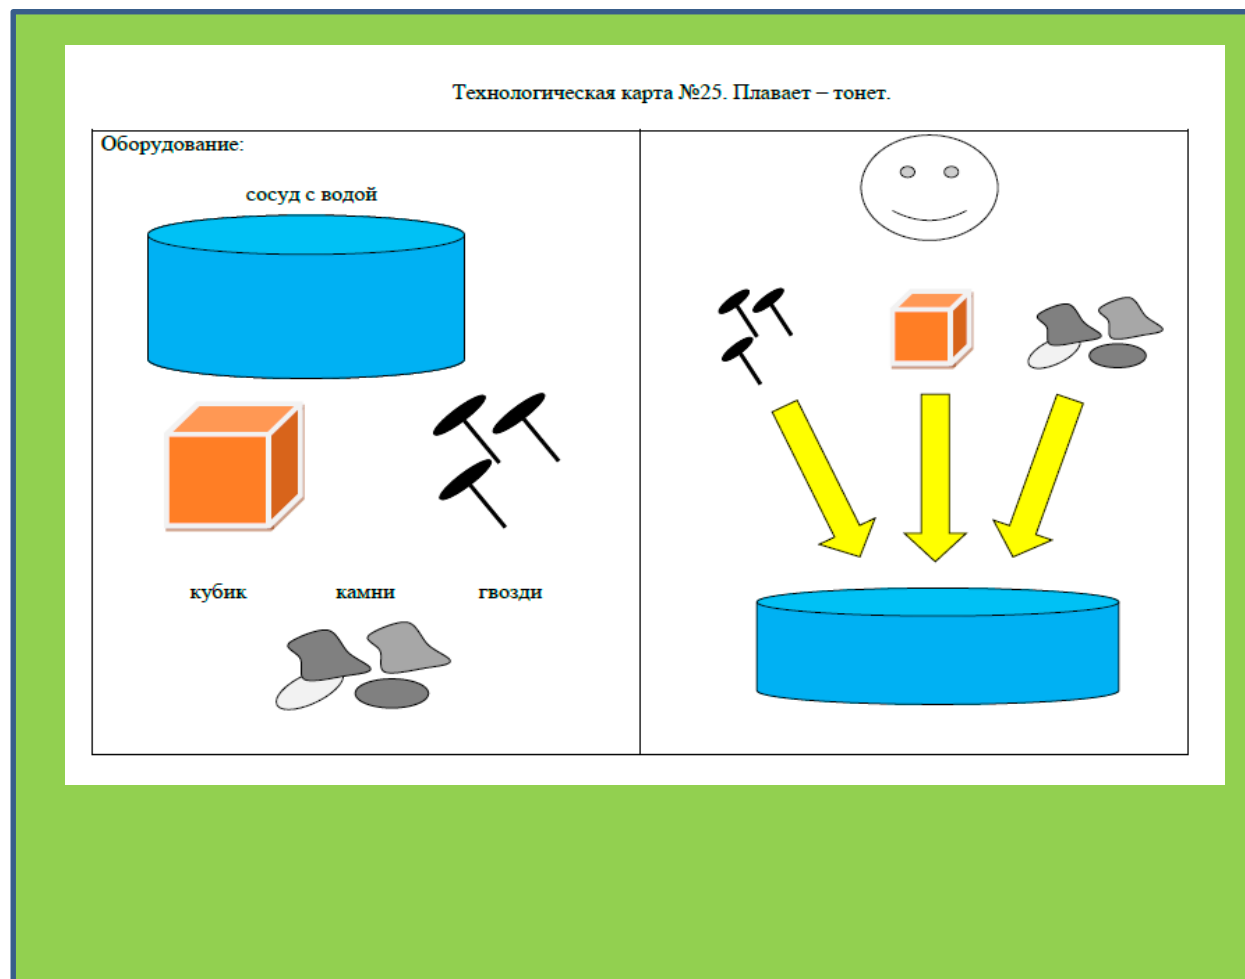 Технологическая карта №25. Плавает – тонет.
Оборудование:
сосуд с водой
кубик камни гвозди